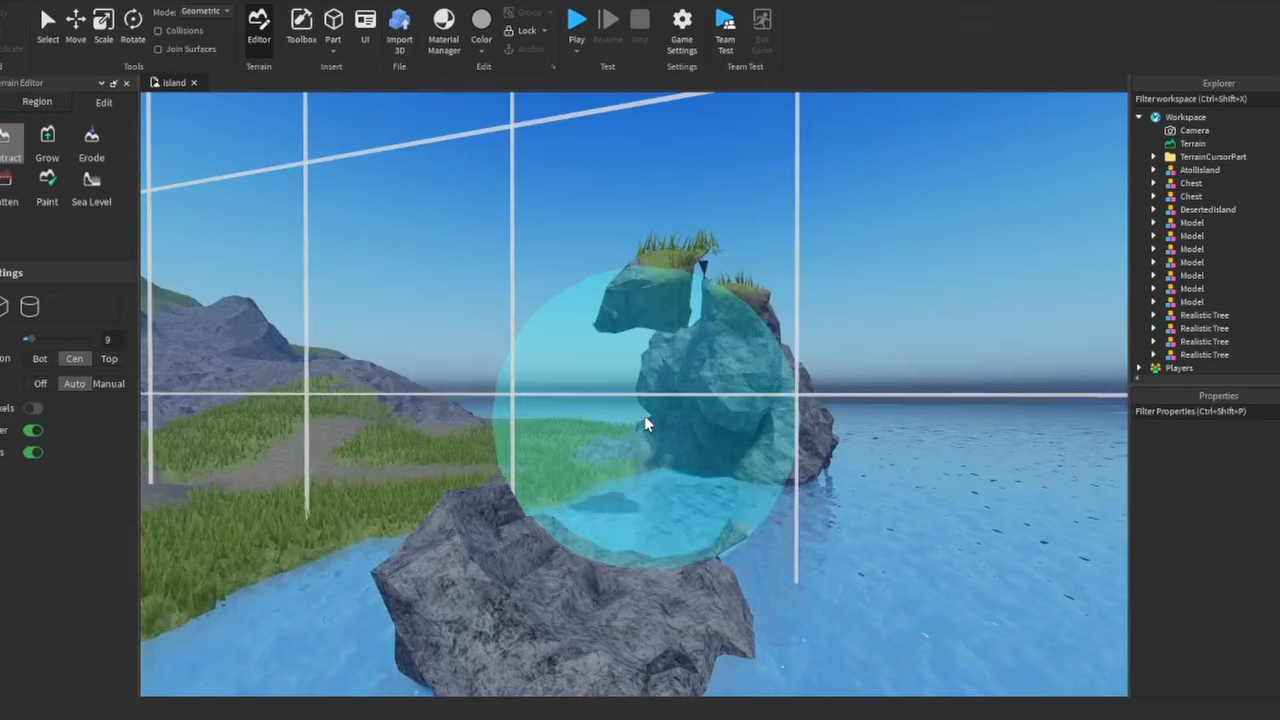 Mode: Geometric
Collisions
Join Surfaces
Select Move Scale Rotate
Editor
Toolbox Part UI
Import
3D
Material
Manager
Color
Group
Lock
Anchor
Play Resume Stop
Game
Settings
Team
Test
Exit
Game
Tools Terrain Insert File Edit Test Settings Team Test
errain Editor
island
Region Edit
tract Grow Erode
tten Paint Sea Level
tings
9
on Bot Cen Top
Off Auto Manual
xels
er
s
Explorer
Filter workspace (Ctrl+Shift+X)
Workspace
Camera
Terrain
TerrainCursorPart
AtollIsland
Chest
Chest
DesertedIsland
Model
Model
Model
Model
Model
Model
Model
Realistic Tree
Realistic Tree
Realistic Tree
Realistic Tree
Players
Properties
Filter Properties (Ctrl+Shift+P)